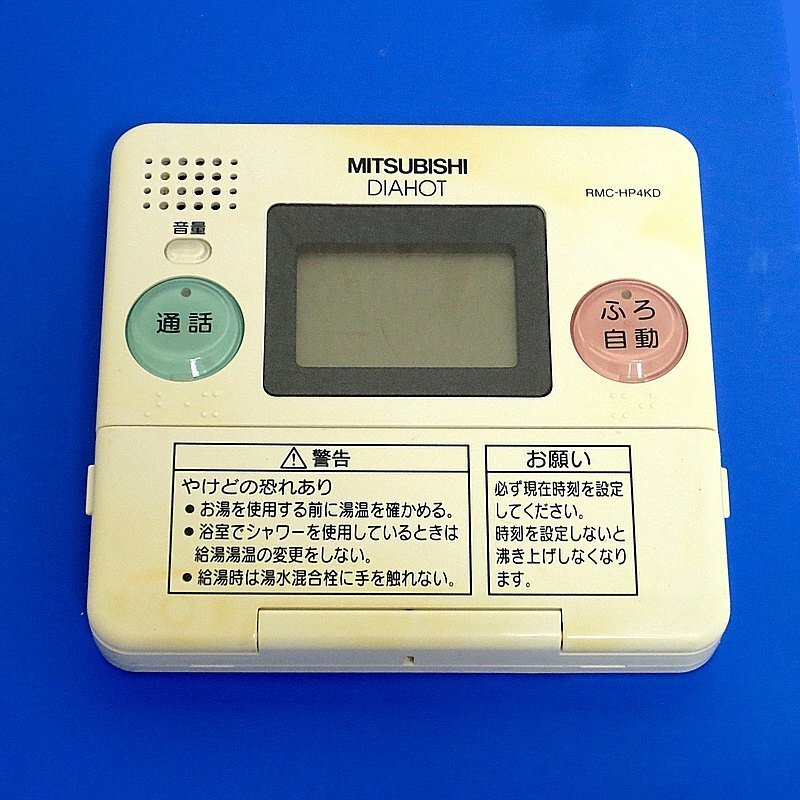 MITSUBISHI
DIAHOT
RMC-HP4KD
音量
通話
ふろ
自動
警告
やけどの恐れあり
●お湯を使用する前に湯温を確かめる。
●浴室でシャワーを使用しているときは
給湯湯温の変更をしない。
●給湯時は湯水混合栓に手を触れない。
お願い
必ず現在時刻を設定
してください。
時刻を設定しないと
沸き上げしなくなり
ます。